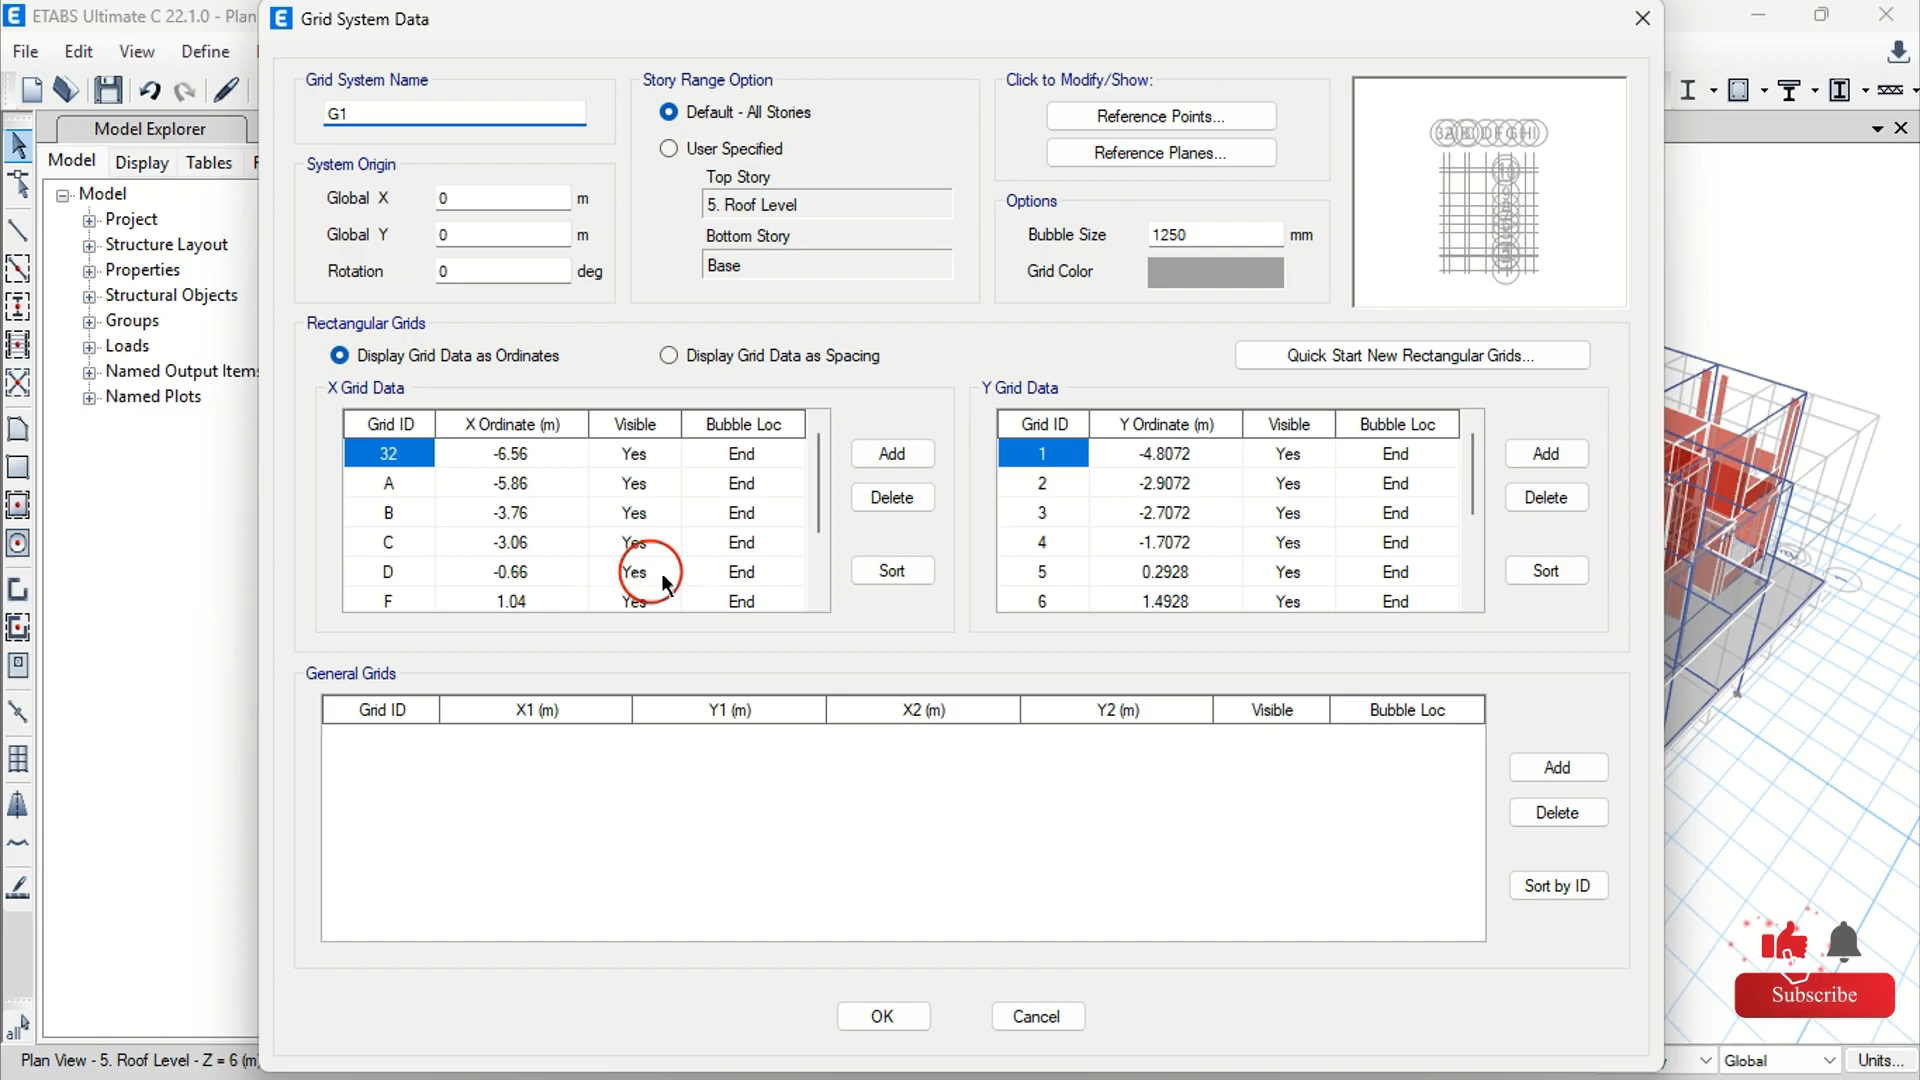 ETABS Ultimate C 22.1.0 - Plan
Grid System Data
File Edit View Define
Model Explorer
Model Display Tables
Model
Project
Structure Layout
Properties
Structural Objects
Groups
Loads
Named Output Items
Named Plots
Grid System Name
G1
System Origin
Global X 0 m
Global Y 0 m
Rotation 0 deg
Story Range Option
Default - All Stories
User Specified
Top Story
5. Roof Level
Bottom Story
Base
Click to Modify/Show:
Reference Points...
Reference Planes...
Options
Bubble Size 1250 mm
Grid Color
Rectangular Grids
Display Grid Data as Ordinates
Display Grid Data as Spacing
Quick Start New Rectangular Grids...
X Grid Data
Grid ID X Ordinate (m) Visible Bubble Loc
32 -6.56 Yes End
A -5.86 Yes End
B -3.76 Yes End
C -3.06 Yes End
D -0.66 Yes End
F 1.04 Yes End
Add
Delete
Sort
Y Grid Data
Grid ID Y Ordinate (m) Visible Bubble Loc
1 -4.8072 Yes End
2 -2.9072 Yes End
3 -2.7072 Yes End
4 -1.7072 Yes End
5 0.2928 Yes End
6 1.4928 Yes End
Add
Delete
Sort
General Grids
Grid ID X1 (m) Y1 (m) X2 (m) Y2 (m) Visible Bubble Loc
Add
Delete
Sort by ID
OK Cancel
Subscribe
all
Plan View - 5. Roof Level - Z = 6 (m)
Global Units...